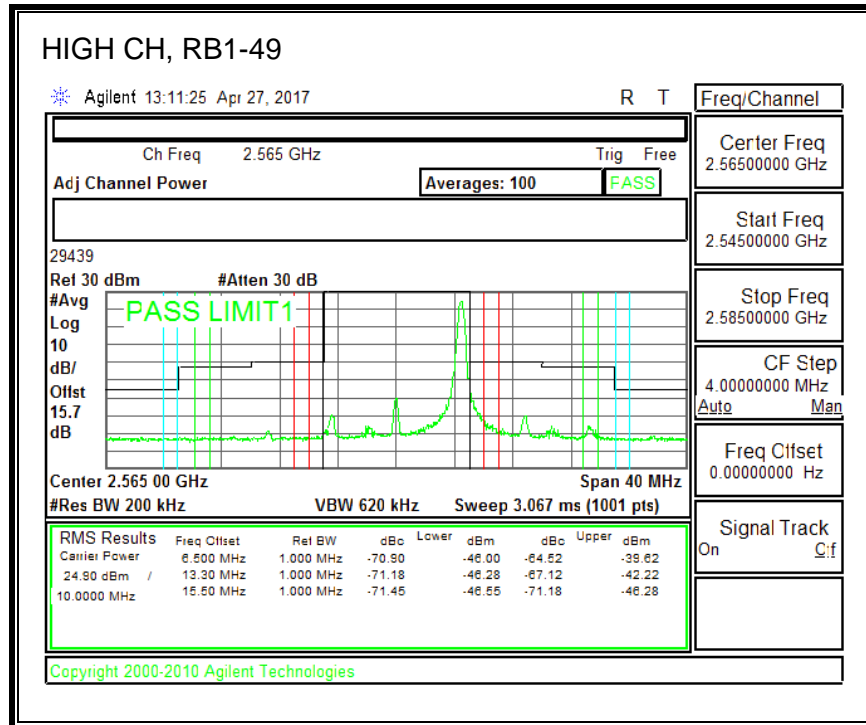 HIGH CH, RB1-49
Agilent 13:11:25 Apr 27, 2017 R T
Freq/Channel
Ch Freq 2.565 GHz Trig Free
Adj Channel Power Averages: 100 PASS
Center Freq
2.56500000 GHz
Start Freq
2.54500000 GHz
Stop Freq
2.58500000 GHz
CF Step
4.00000000 MHz
Auto Man
Freq Offset
0.00000000 Hz
Signal Track
On Off
29439
Ref 30 dBm #Atten 30 dB
#Avg
Log
10
dB/
Offst
15.7
dB
PASS LIMIT1
Center 2.565 00 GHz Span 40 MHz
#Res BW 200 kHz VBW 620 kHz Sweep 3.067 ms (1001 pts)
RMS Results Freq Offset Ref BW dBc Lower dBm dBc Upper dBm
Carrier Power 6.500 MHz 1.000 MHz -70.90 -46.00 -64.52 -39.62
24.90 dBm / 13.30 MHz 1.000 MHz -71.18 -46.28 -67.12 -42.22
10.0000 MHz 15.50 MHz 1.000 MHz -71.45 -46.55 -71.18 -46.28
Copyright 2000-2010 Agilent Technologies